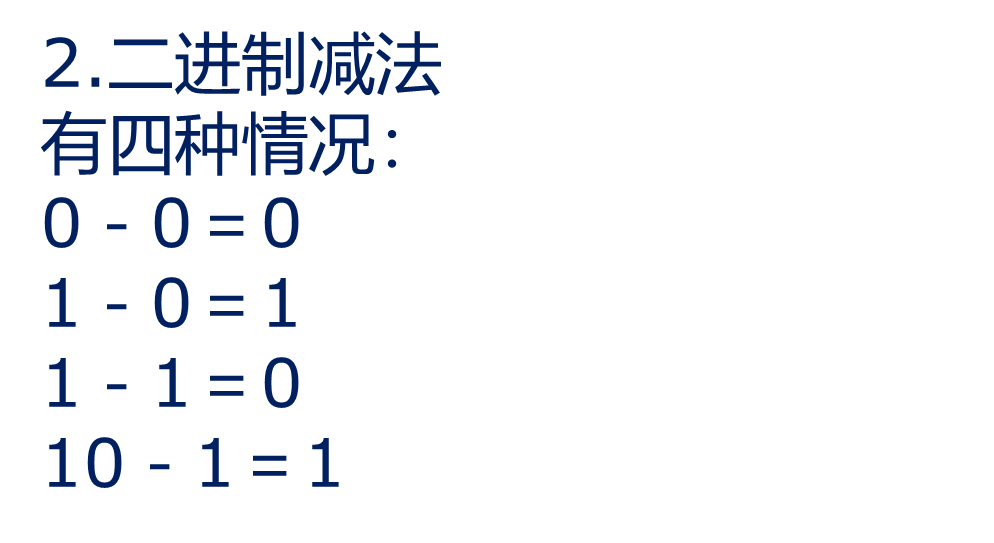 2.二进制减法
有四种情况:
0 - 0 = 0
1 - 0 = 1
1 - 1 = 0
10 - 1 = 1